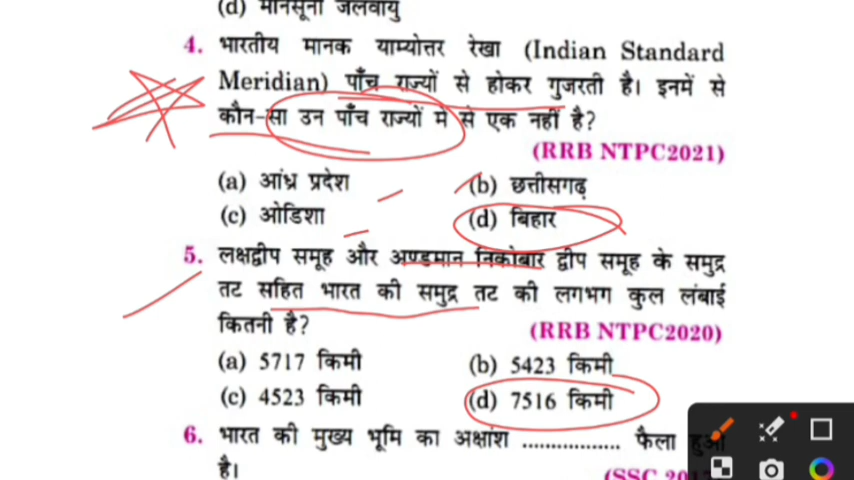 (d) मानसूनी जलवायु
4. भारतीय मानक याम्योत्तर रेखा (Indian Standard
Meridian) पाँच राज्यों से होकर गुजरती है। इनमें से
कौन-सा उन पाँच राज्यों मे से एक नहीं है?
(RRB NTPC2021)
(a) आंध्र प्रदेश (b) छत्तीसगढ़
(c) ओडिशा (d) बिहार
5. लक्षद्वीप समूह और अण्डमान निकोबार द्वीप समूह के समुद्र
तट सहित भारत की समुद्र तट की लगभग कुल लंबाई
कितनी है? (RRB NTPC2020)
(a) 5717 किमी (b) 5423 किमी
(c) 4523 किमी (d) 7516 किमी
6. भारत की मुख्य भूमि का अक्षांश ................. फैला हुआ
है। (SSC 2017